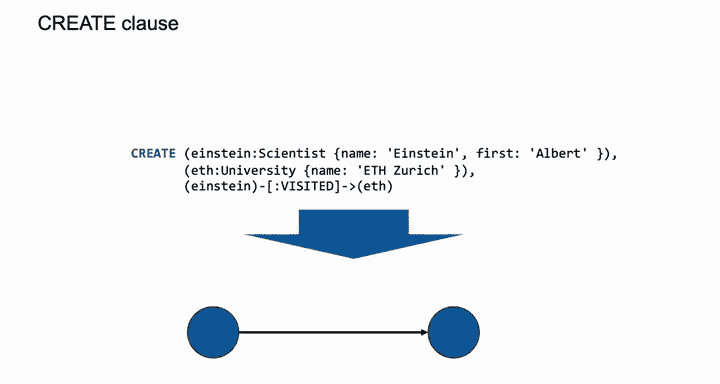 CREATE clause
CREATE (einstein:Scientist {name: 'Einstein', first: 'Albert' }),
(eth:University {name: 'ETH Zurich' }),
(einstein)-[:VISITED]->(eth)